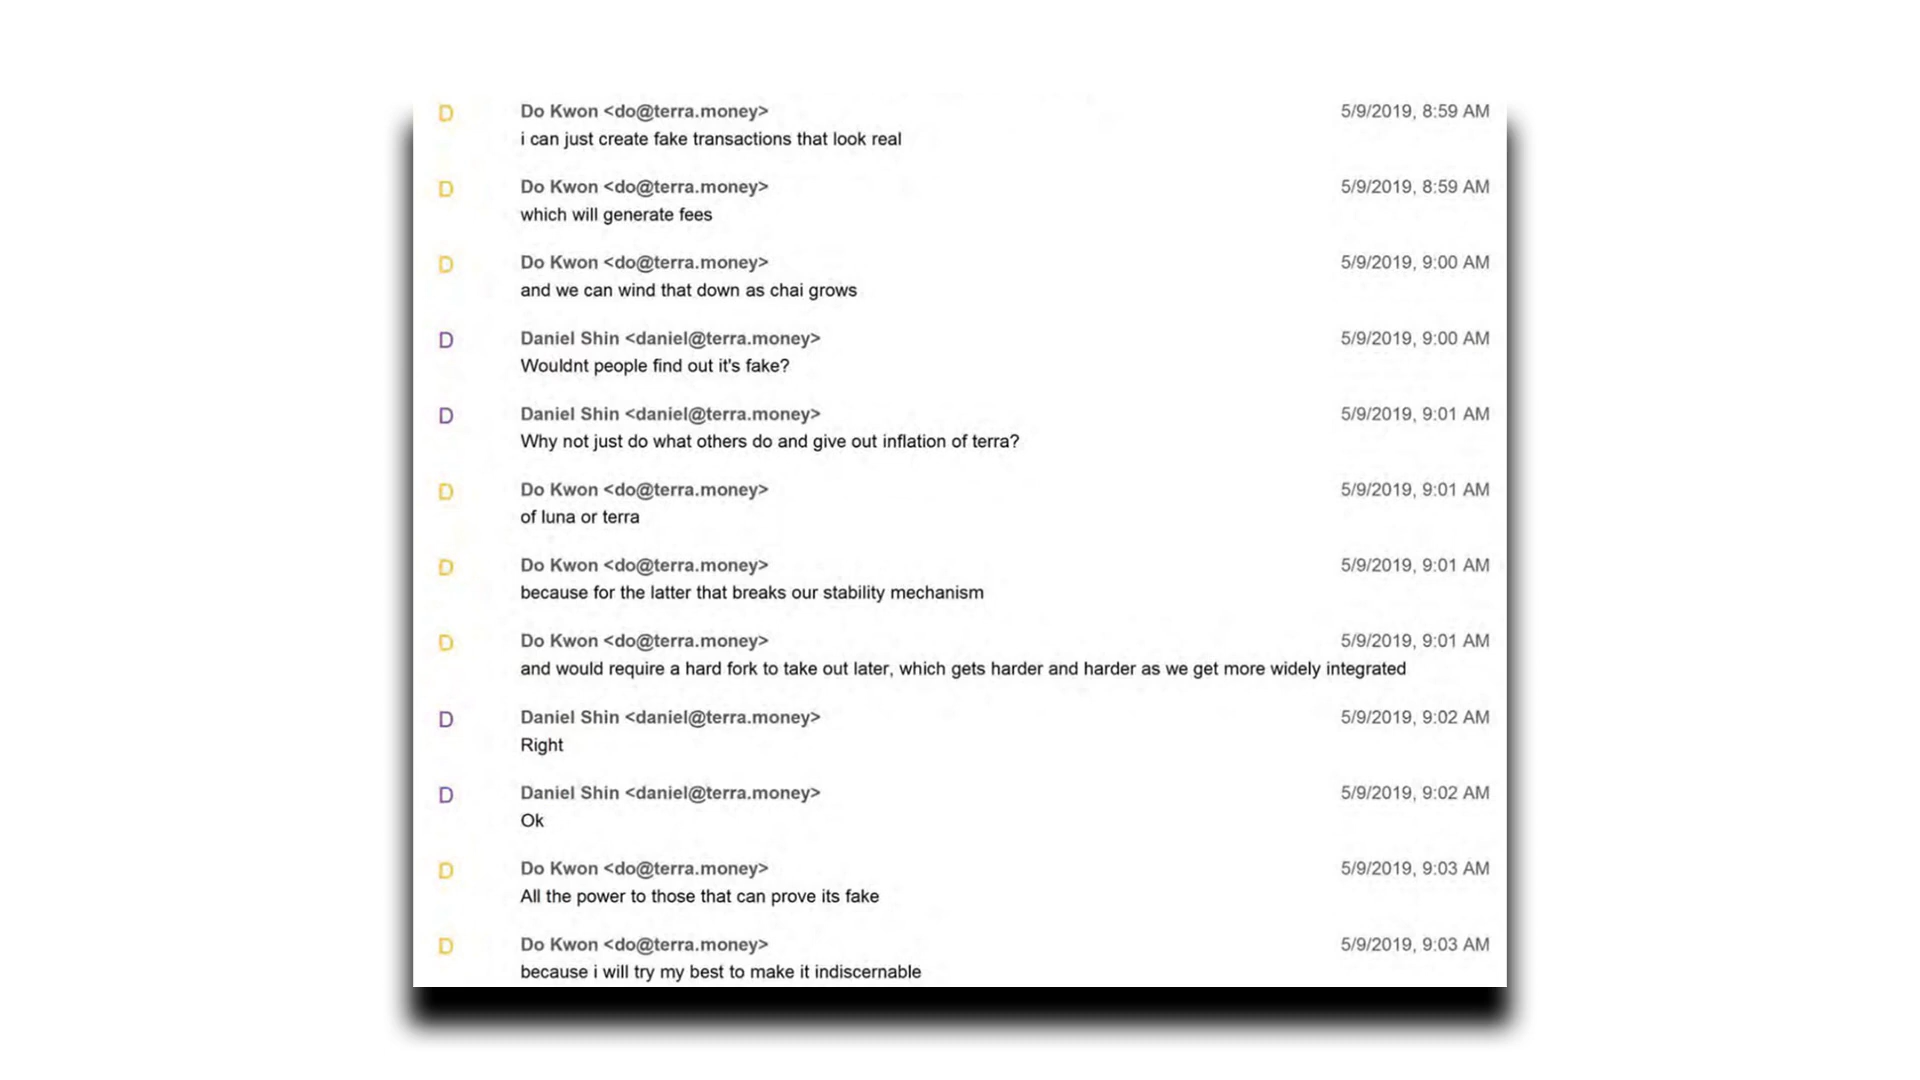 D Do Kwon <do@terra.money> 5/9/2019, 8:59 AM
i can just create fake transactions that look real
D Do Kwon <do@terra.money> 5/9/2019, 8:59 AM
which will generate fees
D Do Kwon <do@terra.money> 5/9/2019, 9:00 AM
and we can wind that down as chai grows
D Daniel Shin <daniel@terra.money> 5/9/2019, 9:00 AM
Wouldnt people find out it's fake?
D Daniel Shin <daniel@terra.money> 5/9/2019, 9:01 AM
Why not just do what others do and give out inflation of terra?
D Do Kwon <do@terra.money> 5/9/2019, 9:01 AM
of luna or terra
D Do Kwon <do@terra.money> 5/9/2019, 9:01 AM
because for the latter that breaks our stability mechanism
D Do Kwon <do@terra.money> 5/9/2019, 9:01 AM
and would require a hard fork to take out later, which gets harder and harder as we get more widely integrated
D Daniel Shin <daniel@terra.money> 5/9/2019, 9:02 AM
Right
D Daniel Shin <daniel@terra.money> 5/9/2019, 9:02 AM
Ok
D Do Kwon <do@terra.money> 5/9/2019, 9:03 AM
All the power to those that can prove its fake
D Do Kwon <do@terra.money> 5/9/2019, 9:03 AM
because i will try my best to make it indiscernable